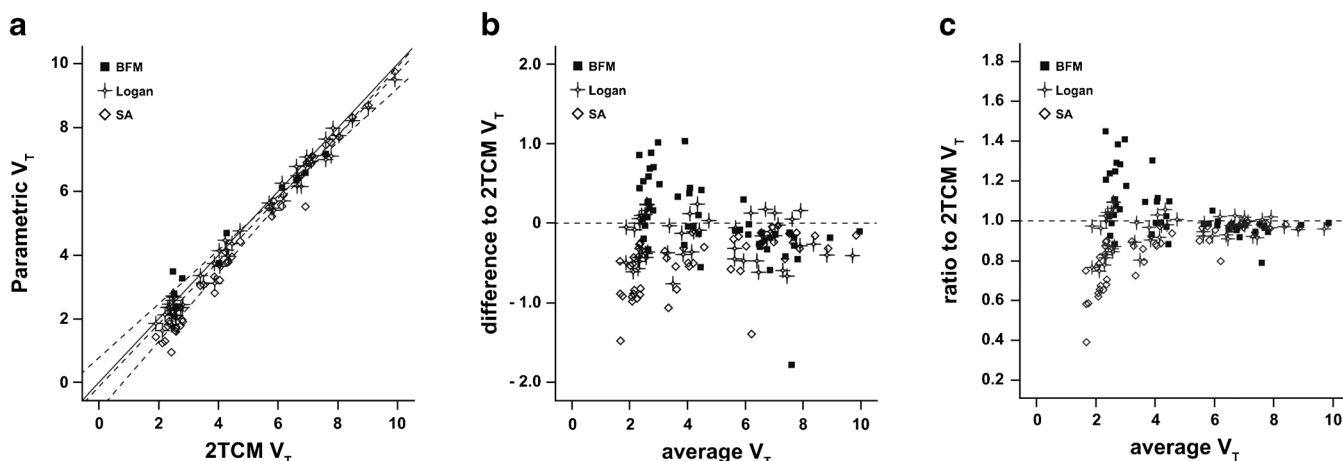 a
b
c
Parametric V_T
10
8
6
4
2
0
BFM
Logan
SA
0 2 4 6 8 10
2TCM V_T
difference to 2TCM V_T
2.0
1.0
0
- 1.0
- 2.0
BFM
Logan
SA
0 2 4 6 8 10
average V_T
ratio to 2TCM V_T
1.8
1.6
1.4
1.2
1.0
0.8
0.6
0.4
0.2
BFM
Logan
SA
0 2 4 6 8 10
average V_T